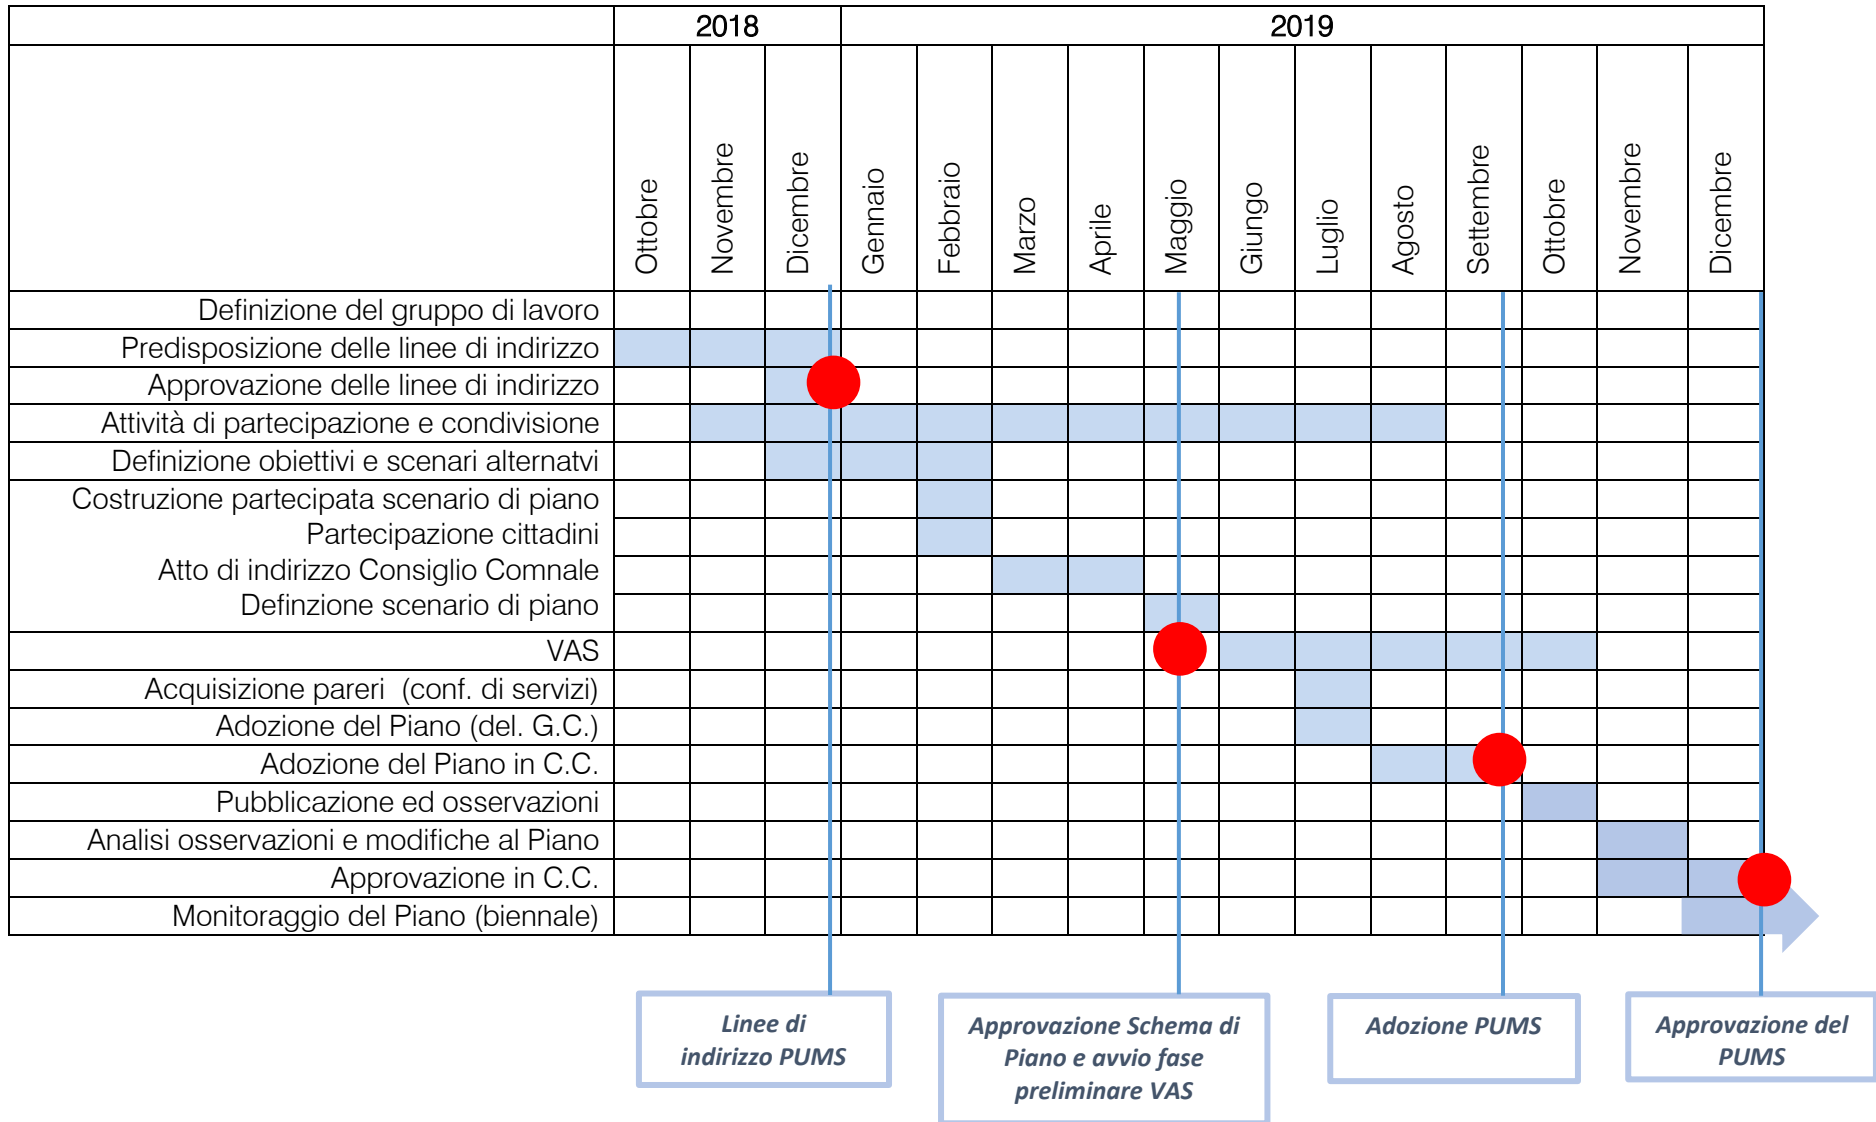 2018
2019
Ottobre
Novembre
Dicembre
Gennaio
Febbraio
Marzo
Aprile
Maggio
Giungo
Luglio
Agosto
Settembre
Ottobre
Novembre
Dicembre
Definizione del gruppo di lavoro
Predisposizione delle linee di indirizzo
Approvazione delle linee di indirizzo
Attività di partecipazione e condivisione
Definizione obiettivi e scenari alternatvi
Costruzione partecipata scenario di piano
Partecipazione cittadini
Atto di indirizzo Consiglio Comnale
Definzione scenario di piano
VAS
Acquisizione pareri (conf. di servizi)
Adozione del Piano (del. G.C.)
Adozione del Piano in C.C.
Pubblicazione ed osservazioni
Analisi osservazioni e modifiche al Piano
Approvazione in C.C.
Monitoraggio del Piano (biennale)
Linee di
indirizzo PUMS
Approvazione Schema di
Piano e avvio fase
preliminare VAS
Adozione PUMS
Approvazione del
PUMS